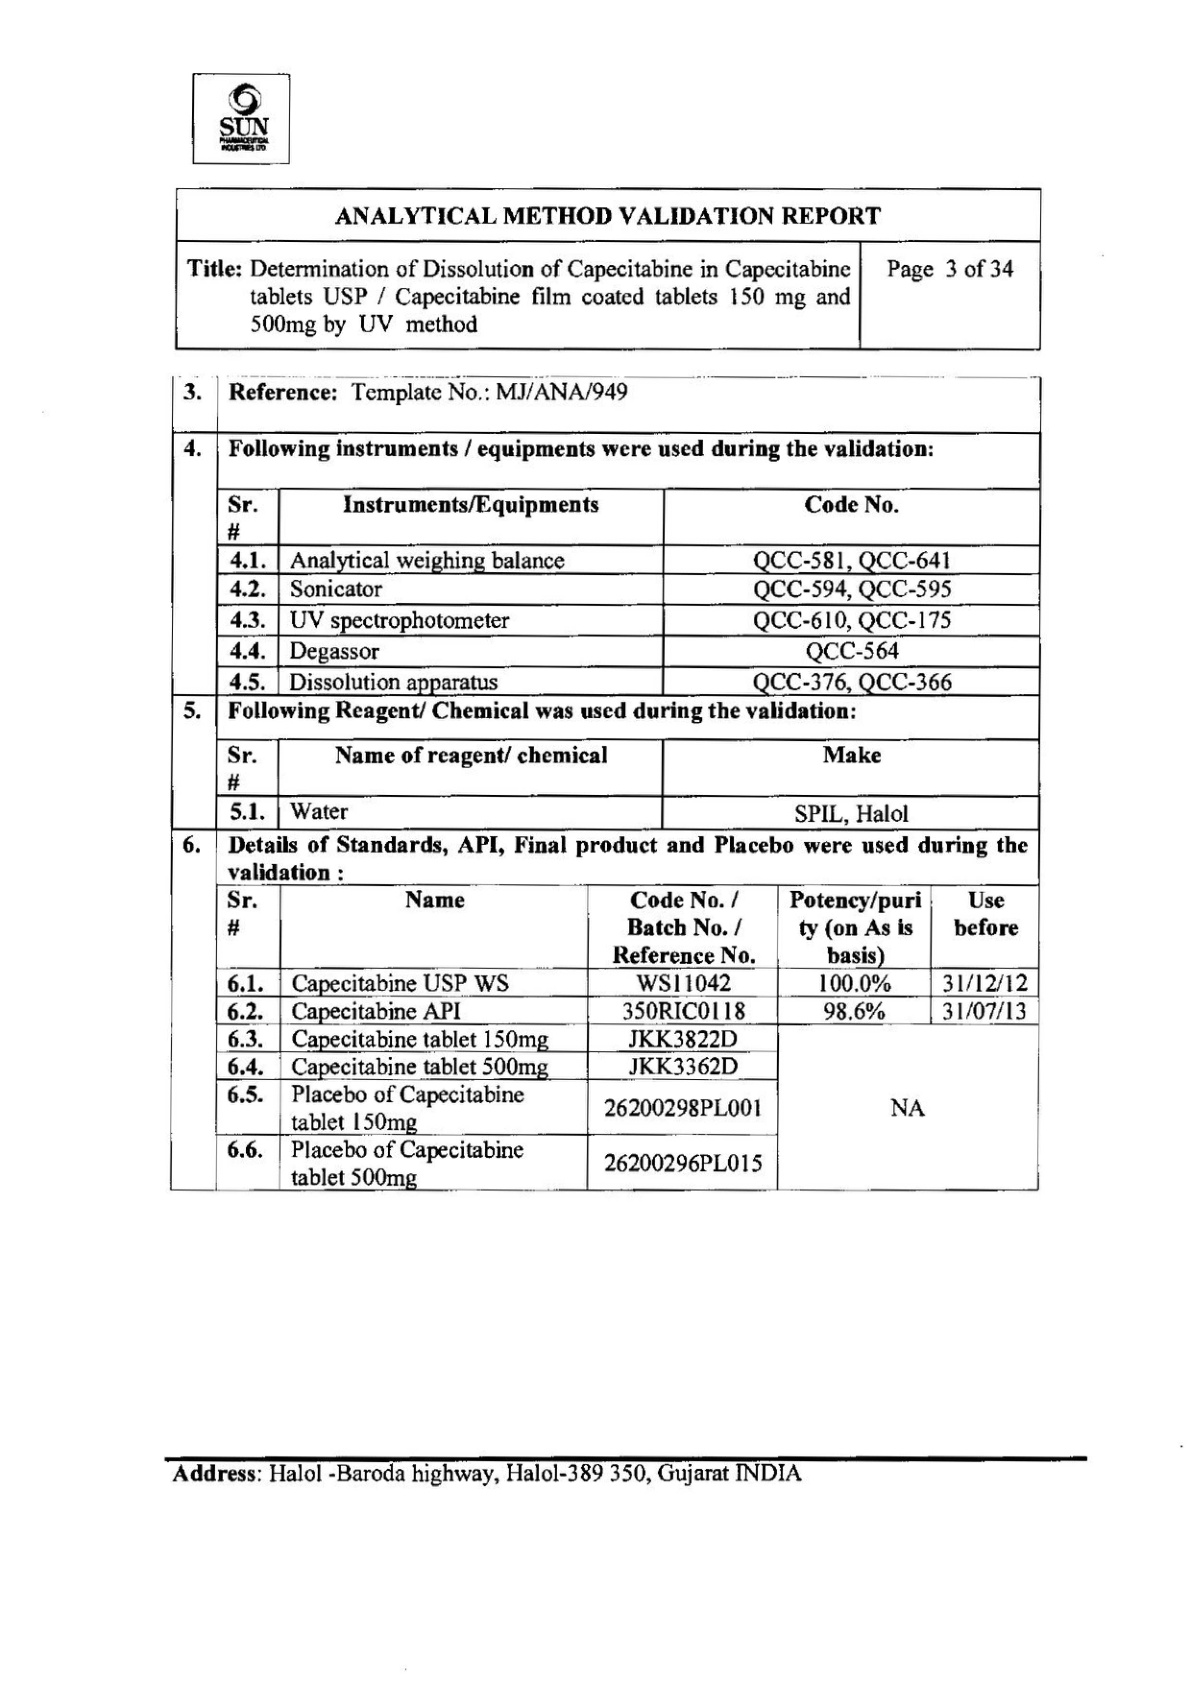 SUN
PHARMACEUTICAL
INDUSTRIES LTD
ANALYTICAL METHOD VALIDATION REPORT
Title: Determination of Dissolution of Capecitabine in Capecitabine
tablets USP / Capecitabine film coated tablets 150 mg and
500mg by UV method
Page 3 of 34
3. Reference: Template No.: MJ/ANA/949
4. Following instruments / equipments were used during the validation:
Sr. Instruments/Equipments Code No.
#
4.1. Analytical weighing balance QCC-581, QCC-641
4.2. Sonicator QCC-594, QCC-595
4.3. UV spectrophotometer QCC-610, QCC-175
4.4. Degassor QCC-564
4.5. Dissolution apparatus QCC-376, QCC-366
5. Following Reagent/ Chemical was used during the validation:
Sr. Name of reagent/ chemical Make
#
5.1. Water SPIL, Halol
6. Details of Standards, API, Final product and Placebo were used during the
validation :
Sr. Name Code No. / Potency/puri Use
# Batch No. / ty (on As is before
Reference No. basis)
6.1. Capecitabine USP WS WS11042 100.0% 31/12/12
6.2. Capecitabine API 350RIC0118 98.6% 31/07/13
6.3. Capecitabine tablet 150mg JKK3822D
6.4. Capecitabine tablet 500mg JKK3362D
6.5. Placebo of Capecitabine
tablet 150mg
26200298PL001
NA
6.6. Placebo of Capecitabine
tablet 500mg
26200296PL015
Address: Halol -Baroda highway, Halol-389 350, Gujarat INDIA